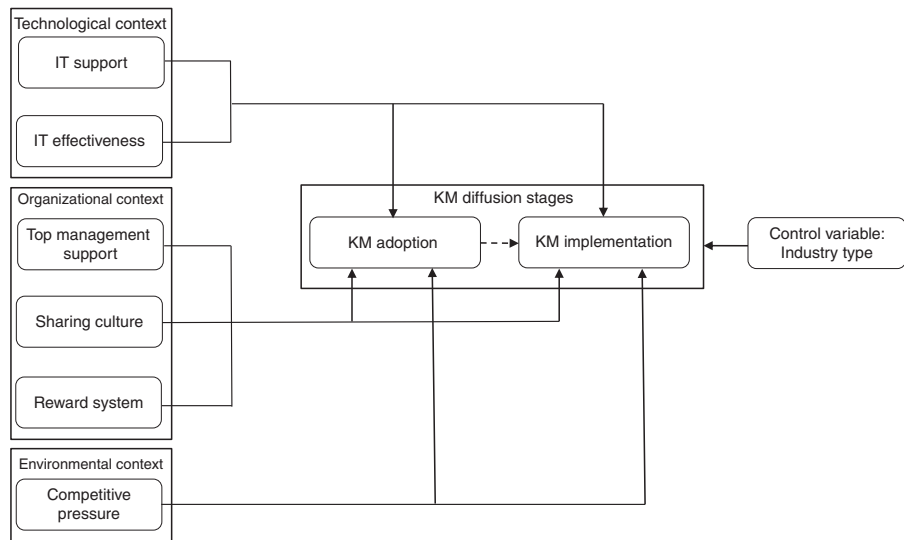 Technological context
IT support
IT effectiveness
Organizational context
Top management
support
Sharing culture
Reward system
Environmental context
Competitive
pressure
KM diffusion stages
KM adoption
KM implementation
Control variable:
Industry type